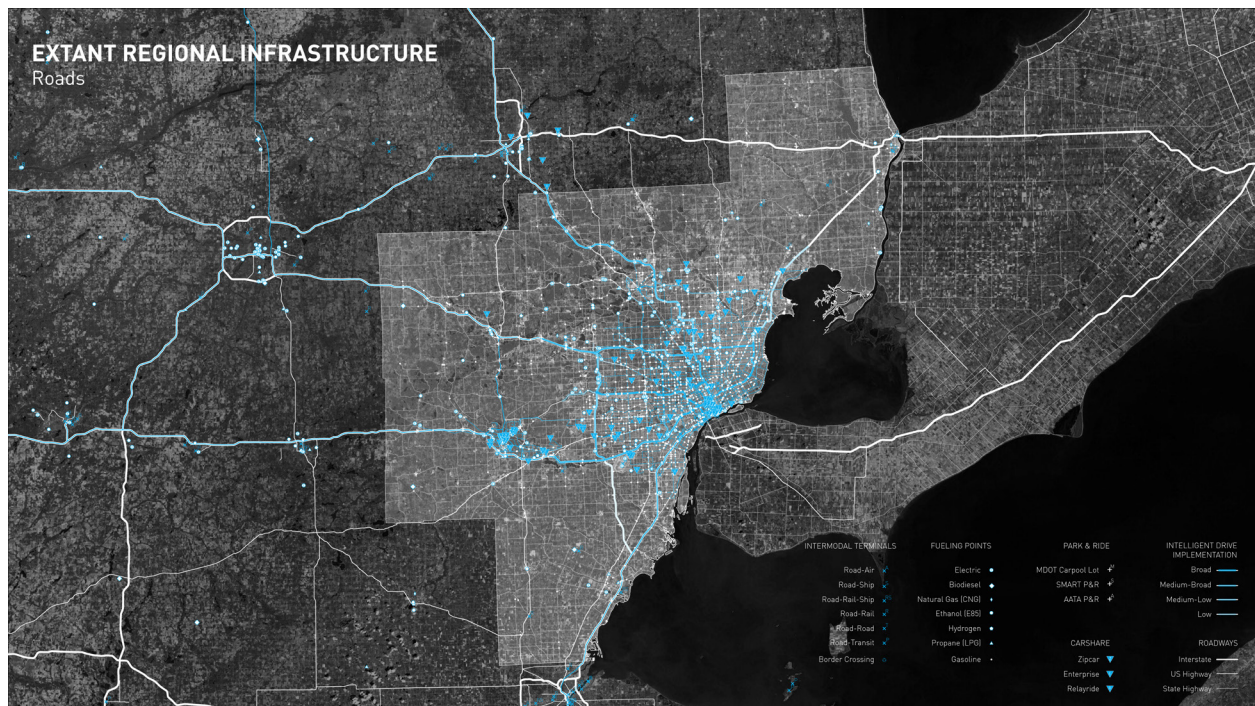 EXTANT REGIONAL INFRASTRUCTURE
Roads
INTERMODAL TERMINALS
Road-Air
Road-Ship
Road-Rail-Ship
Road-Rail
Road-Road
Road-Transit
Border Crossing
FUELING POINTS
Electric
Biodiesel
Natural Gas (CNG)
Ethanol (E85)
Hydrogen
Propane (LPG)
Gasoline
PARK & RIDE
MDOT Carpool Lot
SMART P&R
AATA P&R
CARSHARE
Zipcar
Enterprise
Relayride
INTELLIGENT DRIVE
IMPLEMENTATION
Broad
Medium-Broad
Medium-Low
Low
ROADWAYS
Interstate
US Highway
State Highway